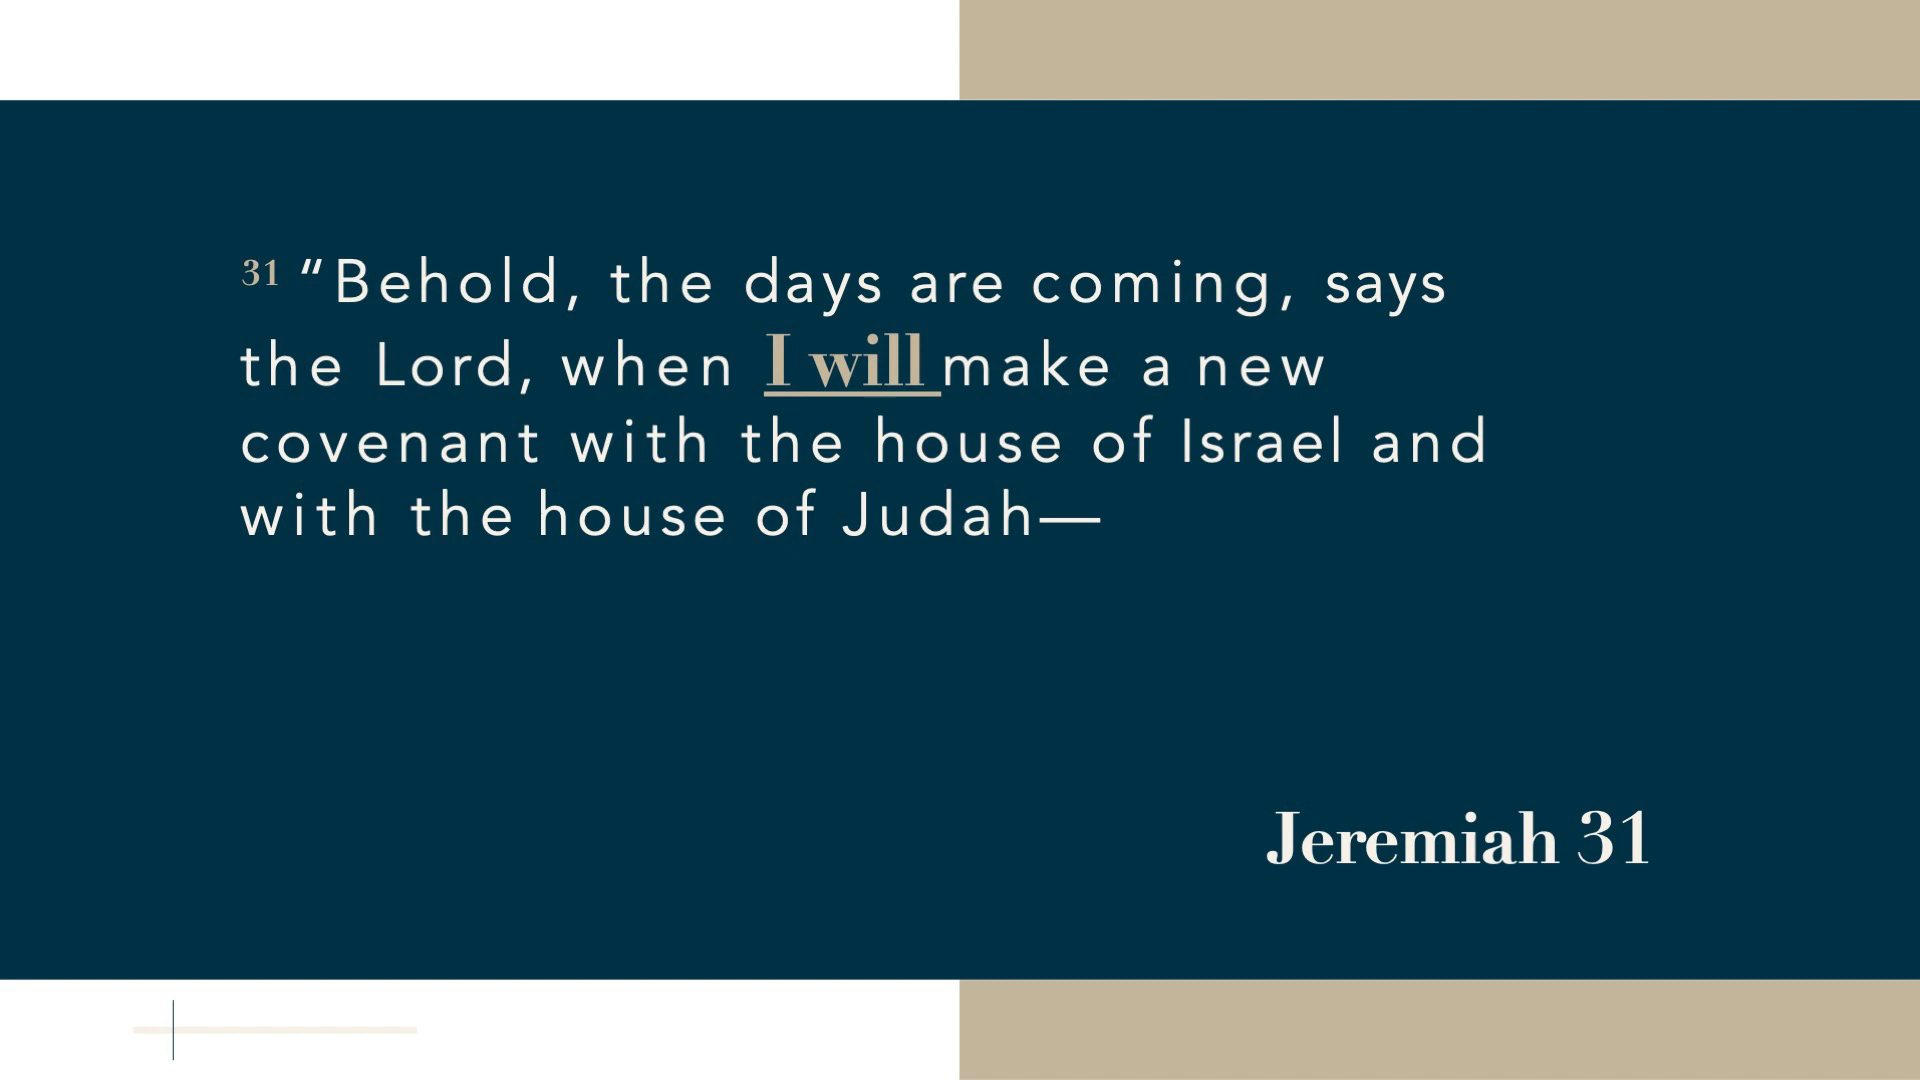 31 “Behold, the days are coming, says
the Lord, when I will make a new
covenant with the house of Israel and
with the house of Judah—
Jeremiah 31